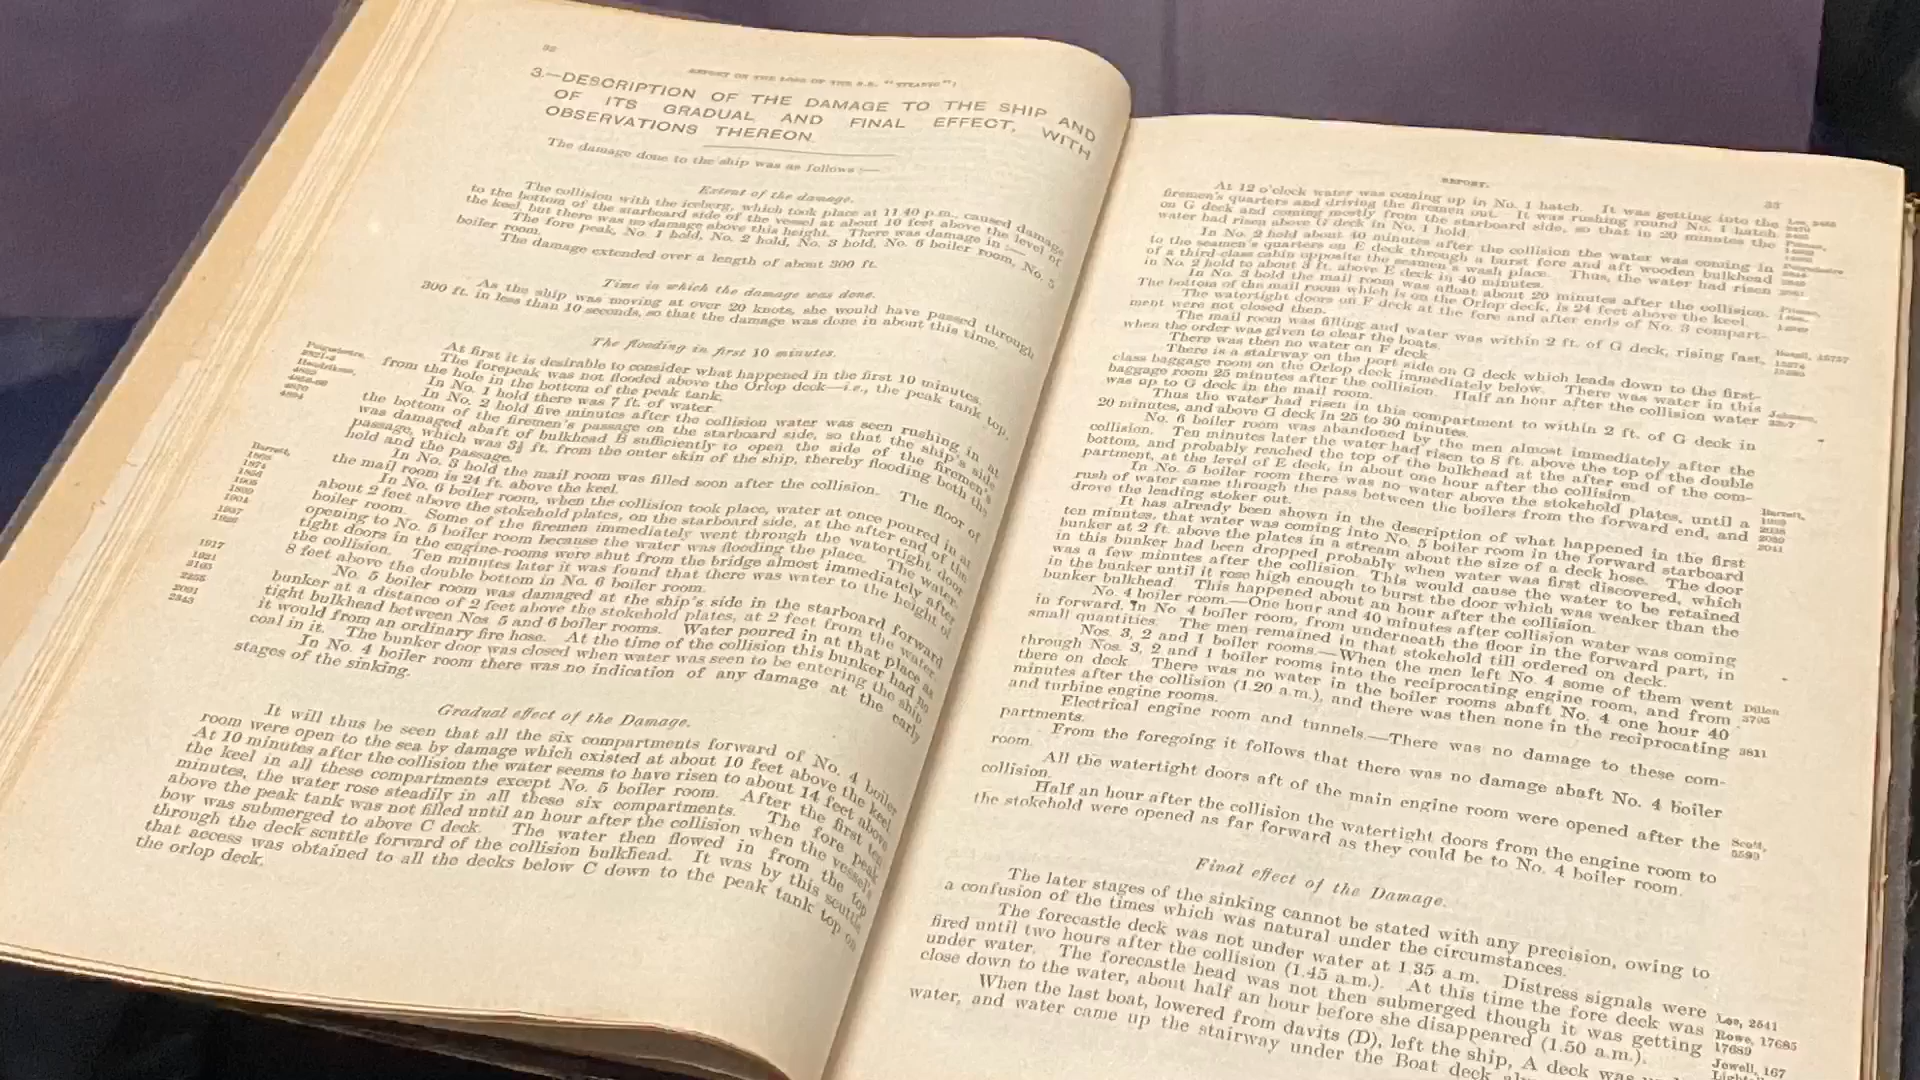 32
REPORT ON THE LOSS OF THE S.S. "TITANIC":
3.—DESCRIPTION OF THE DAMAGE TO THE SHIP AND
OF ITS GRADUAL AND FINAL EFFECT, WITH
OBSERVATIONS THEREON.
The damage done to the ship was as follows:—
Extent of the damage.
The collision with the iceberg, which took place at 11.40 p.m., caused damage
to the bottom of the starboard side of the vessel at about 10 feet above the level of
the keel, but there was no damage above this height. There was damage in:—
The fore peak, No. 1 hold, No. 2 hold, No. 3 hold, No. 6 boiler room, No. 5
boiler room.
The damage extended over a length of about 300 ft.
Time in which the damage was done.
As the ship was moving at over 20 knots, she would have passed through
300 ft. in less than 10 seconds, so that the damage was done in about this time.
The flooding in first 10 minutes.
At first it is desirable to consider what happened in the first 10 minutes.
The forepeak was not flooded above the Orlop deck—i.e., the peak tank top,
from the hole in the bottom of the peak tank.
In No. 1 hold there was 7 ft. of water.
In No. 2 hold five minutes after the collision water was seen rushing in at
the bottom of the firemen's passage on the starboard side, so that the ship's side
was damaged abaft of bulkhead B sufficiently to open the side of the firemen's
passage, which was 3½ ft. from the outer skin of the ship, thereby flooding both the
hold and the passage.
In No. 3 hold the mail room was filled soon after the collision. The floor of
the mail room is 24 ft. above the keel.
In No. 6 boiler room, when the collision took place, water at once poured in at
about 2 feet above the stokehold plates, on the starboard side, at the after end of the
boiler room. Some of the firemen immediately went through the watertight door
opening to No. 5 boiler room because the water was flooding the place. The water-
tight doors in the engine-rooms were shut from the bridge almost immediately after
the collision. Ten minutes later it was found that there was water to the height of
8 feet above the double bottom in No. 6 boiler room.
No. 5 boiler room was damaged at the ship's side in the starboard forward
bunker at a distance of 2 feet above the stokehold plates, at 2 feet from the water-
tight bulkhead between Nos. 5 and 6 boiler rooms. Water poured in at that place as
it would from an ordinary fire hose. At the time of the collision this bunker had no
coal in it. The bunker door was closed when water was seen to be entering the ship.
In No. 4 boiler room there was no indication of any damage at the early
stages of the sinking.
Gradual effect of the Damage.
It will thus be seen that all the six compartments forward of No. 4 boiler
room were open to the sea by damage which existed at about 10 feet above the keel.
At 10 minutes after the collision the water seems to have risen to about 14 feet above
the keel in all these compartments except No. 5 boiler room. After the first ten
minutes, the water rose steadily in all these six compartments. The fore peak
above the peak tank was not filled until an hour after the collision when the vessel's
bow was submerged to above C deck. The water then flowed in from the top
through the deck scuttle forward of the collision bulkhead. It was by this scuttle
that access was obtained to all the decks below C down to the peak tank top on
the orlop deck.
Barrett,
1917
1921
2255
2343
REPORT.
33
At 12 o'clock water was coming up in No. 1 hatch. It was getting into the
firemen's quarters and driving the firemen out. It was rushing round No. 1 hatch
on G deck and coming mostly from the starboard side, so that in 20 minutes the
water had risen above G deck in No. 1 hold.
In No. 2 hold about 40 minutes after the collision the water was coming in
to the seamen's quarters on E deck through a burst fore and aft wooden bulkhead
of a third-class cabin opposite the seamen's wash place. Thus, the water had risen
in No. 2 hold to about 3 ft. above E deck in 40 minutes.
In No. 3 hold the mail room was afloat about 20 minutes after the collision.
The bottom of the mail room which is on the Orlop deck, is 24 feet above the keel.
The watertight doors on F deck at the fore and after ends of No. 3 compart-
ment were not closed then.
The mail room was filling and water was within 2 ft. of G deck, rising fast,
when the order was given to clear the boats.
There was then no water on F deck.
There is a stairway on the port side on G deck which leads down to the first-
class baggage room on the Orlop deck immediately below. There was water in this
baggage room 25 minutes after the collision. Half an hour after the collision water
was up to G deck in the mail room.
Thus the water had risen in this compartment to within 2 ft. of G deck in
20 minutes, and above G deck in 25 to 30 minutes.
No. 6 boiler room was abandoned by the men almost immediately after the
collision. Ten minutes later the water had risen to 8 ft. above the top of the double
bottom, and probably reached the top of the bulkhead at the after end of the com-
partment, at the level of E deck, in about one hour after the collision.
In No. 5 boiler room there was no water above the stokehold plates, until a
rush of water came through the pass between the boilers from the forward end, and
drove the leading stoker out.
It has already been shown in the description of what happened in the first
ten minutes, that water was coming into No. 5 boiler room in the forward starboard
bunker at 2 ft. above the plates in a stream about the size of a deck hose. The door
in this bunker had been dropped probably when water was first discovered, which
was a few minutes after the collision. This would cause the water to be retained
in the bunker until it rose high enough to burst the door which was weaker than the
bunker bulkhead. This happened about an hour after the collision.
No. 4 boiler room.—One hour and 40 minutes after collision water was coming
in forward, in No. 4 boiler room, from underneath the floor in the forward part, in
small quantities. The men remained in that stokehold till ordered on deck.
Nos. 3, 2 and 1 boiler rooms.—When the men left No. 4 some of them went
through Nos. 3, 2 and 1 boiler rooms into the reciprocating engine room, and from
there on deck. There was no water in the boiler rooms abaft No. 4 one hour 40
minutes after the collision (1.20 a.m.), and there was then none in the reciprocating
and turbine engine rooms.
Electrical engine room and tunnels.—There was no damage to these com-
partments.
From the foregoing it follows that there was no damage abaft No. 4 boiler
room.
All the watertight doors aft of the main engine room were opened after the
collision.
Half an hour after the collision the watertight doors from the engine room to
the stokehold were opened as far forward as they could be to No. 4 boiler room.
Final effect of the Damage.
The later stages of the sinking cannot be stated with any precision, owing to
a confusion of the times which was natural under the circumstances.
The forecastle deck was not under water at 1.35 a.m. Distress signals were
fired until two hours after the collision (1.45 a.m.). At this time the fore deck was
under water. The forecastle head was not then submerged though it was getting
close down to the water, about half an hour before she disappeared (1.50 a.m.).
When the last boat, lowered from davits (D), left the ship, A deck was
water, and water came up the stairway under the Boat deck
Barrett,
2038
2041
Dillon
3795
3811
Scott,
5593
Lee, 2541
Rowe, 17685
17689
Jewell, 167